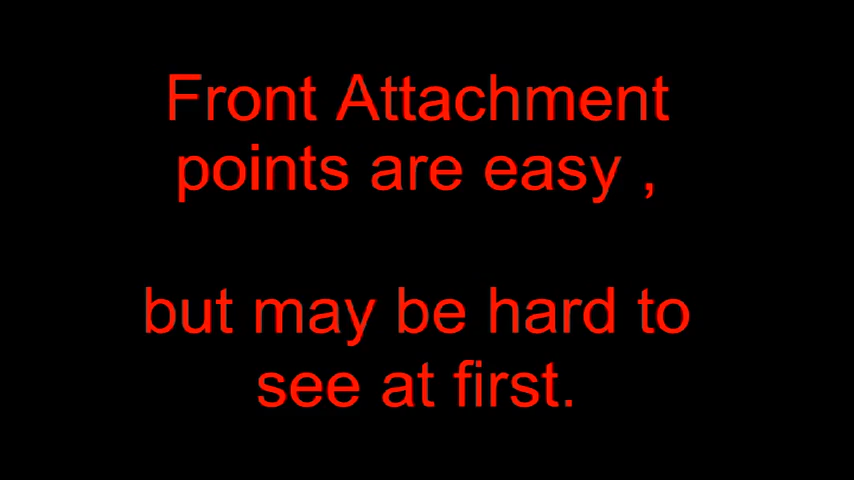 Front Attachment
points are easy ,
but may be hard to
see at first.